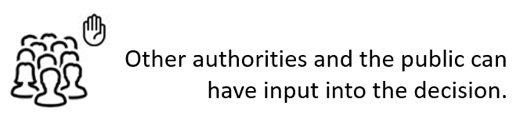 Other authorities and the public can
have input into the decision.